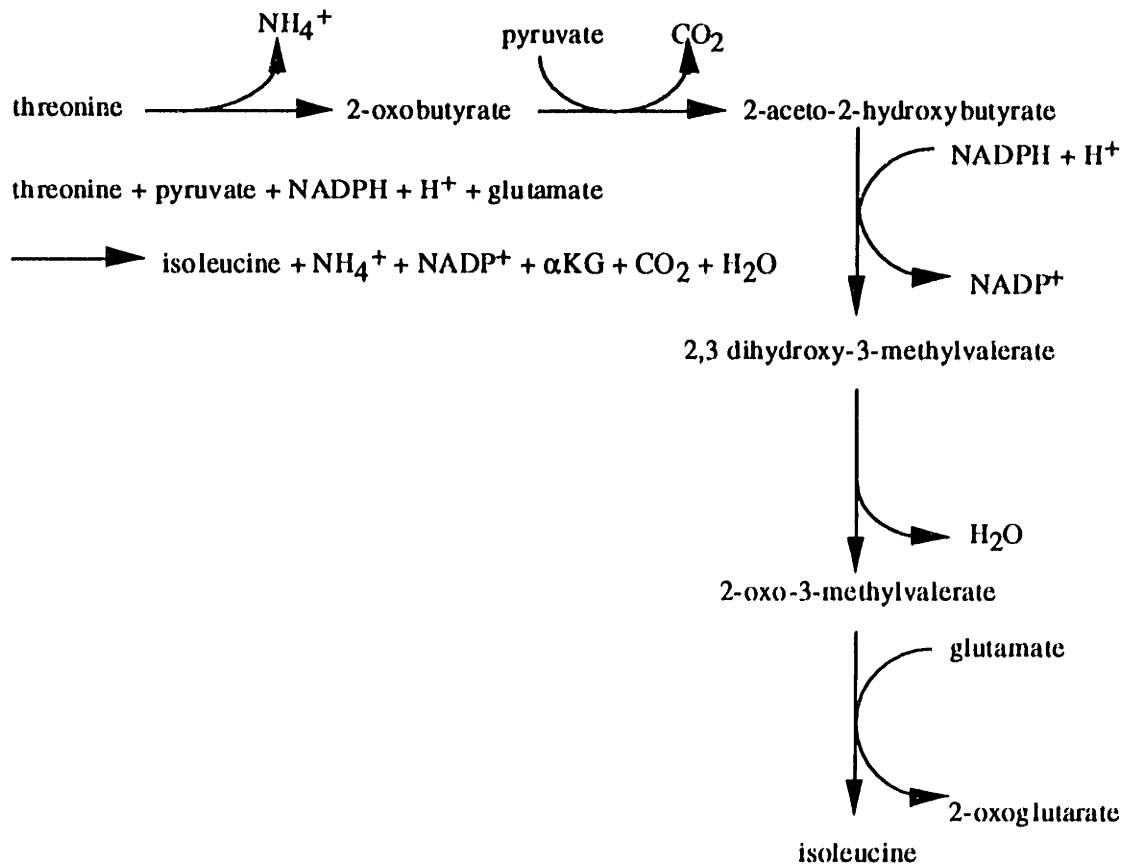 NH4+
pyruvate
CO2
threonine
2-oxobutyrate
2-aceto-2-hydroxybutyrate
NADPH + H+
threonine + pyruvate + NADPH + H+ + glutamate
isoleucine + NH4+ + NADP+ + αKG + CO2 + H2O
NADP+
2,3 dihydroxy-3-methylvalerate
H2O
2-oxo-3-methylvalerate
glutamate
2-oxoglutarate
isoleucine